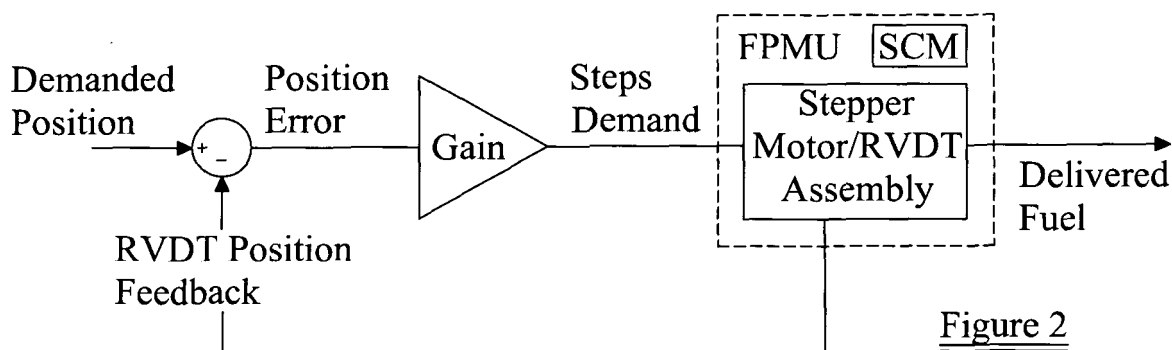 Demanded
Position
+
-
Position
Error
Gain
Steps
Demand
FPMU
SCM
Stepper
Motor/RVDT
Assembly
Delivered
Fuel
RVDT Position
Feedback
Figure 2